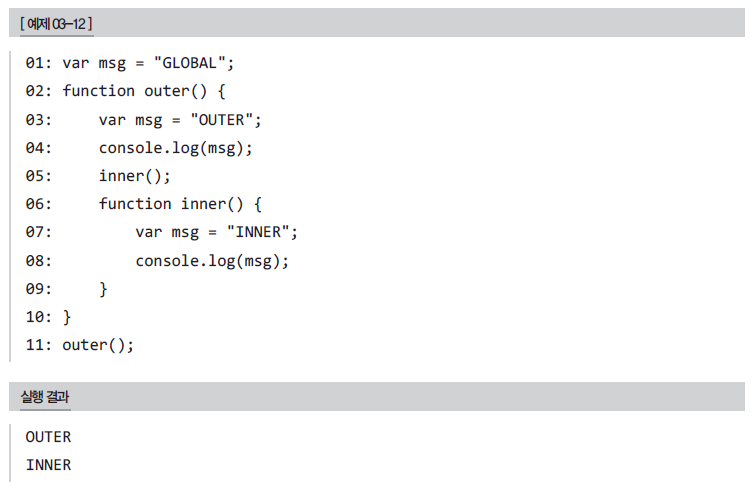 [ 예제 03-12 ]
01: var msg = "GLOBAL";
02: function outer() {
03:     var msg = "OUTER";
04:     console.log(msg);
05:     inner();
06:     function inner() {
07:         var msg = "INNER";
08:         console.log(msg);
09:     }
10: }
11: outer();
실행 결과
OUTER
INNER